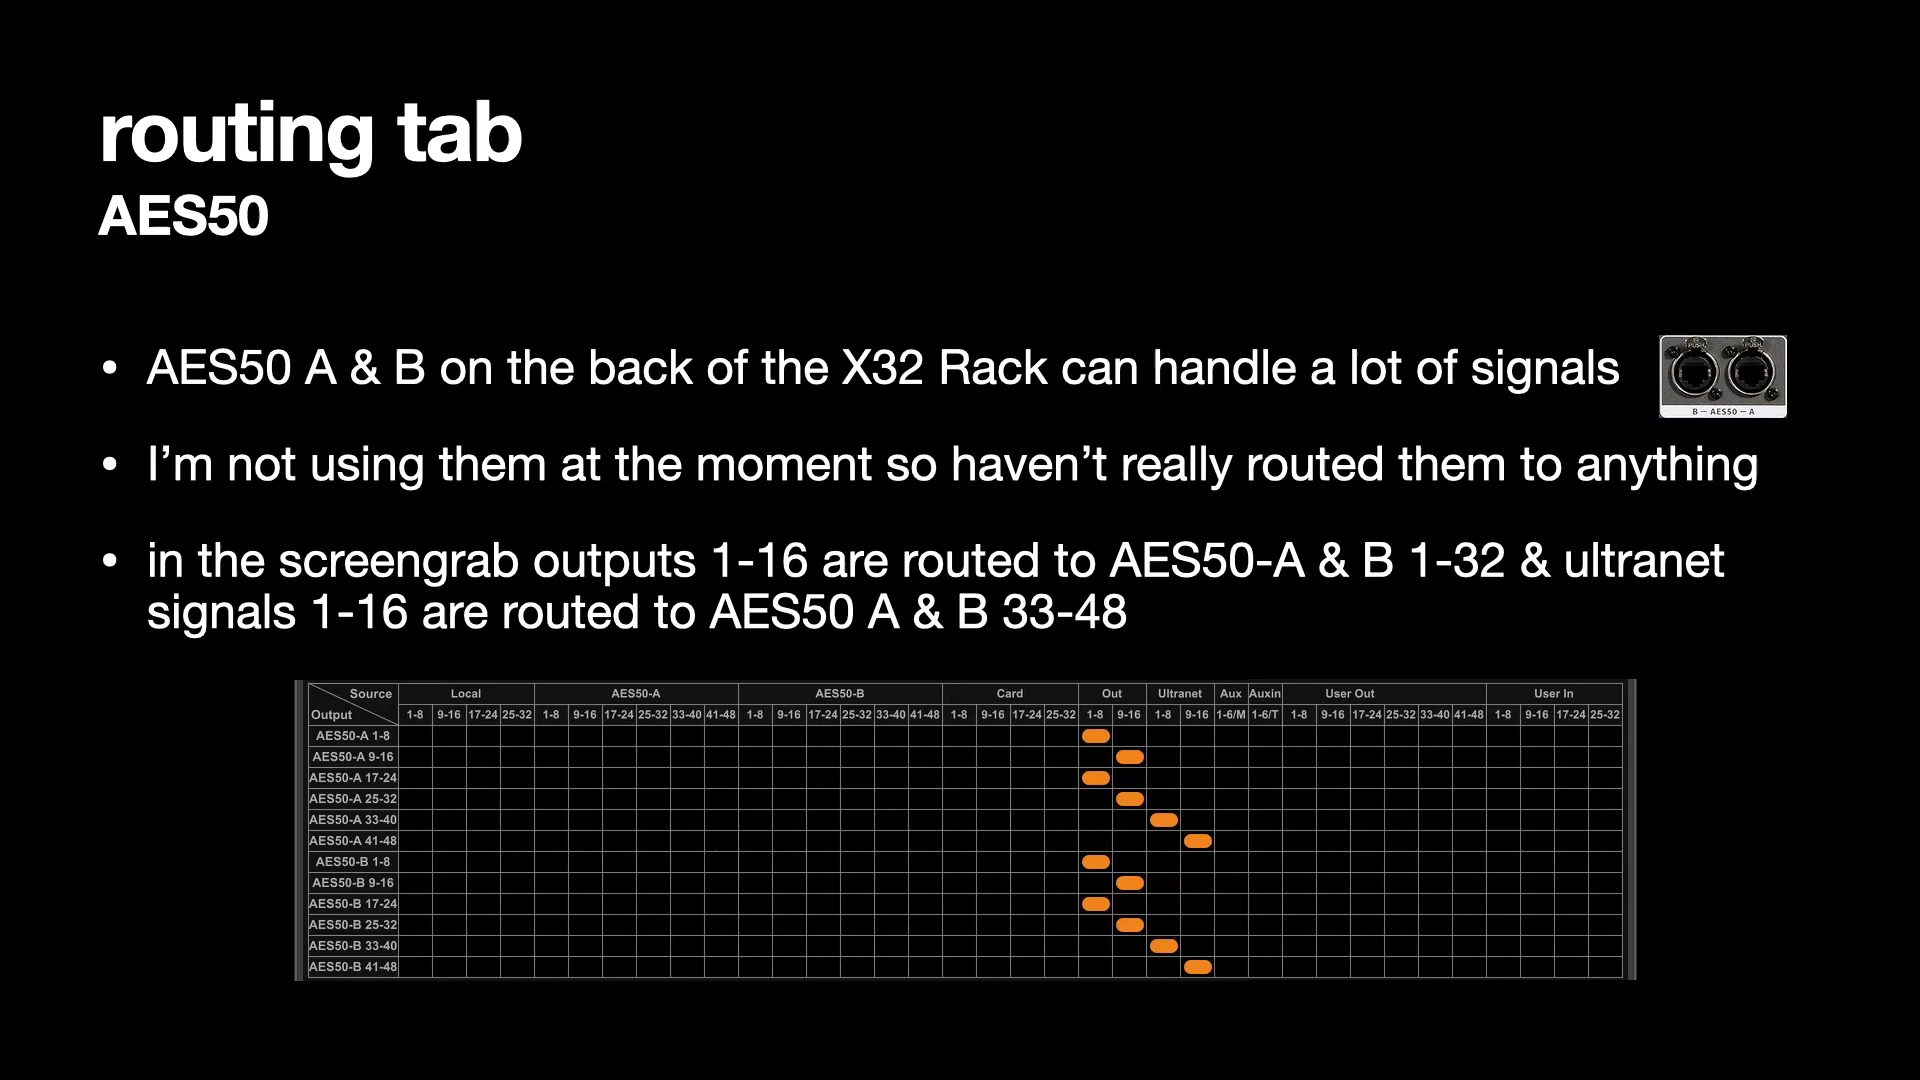 routing tab
AES50
• AES50 A & B on the back of the X32 Rack can handle a lot of signals
B — AES50 — A
• I’m not using them at the moment so haven’t really routed them to anything
• in the screengrab outputs 1-16 are routed to AES50-A & B 1-32 & ultranet
signals 1-16 are routed to AES50 A & B 33-48
Source Local AES50-A AES50-B Card Out Ultranet Aux Auxin User Out User In
Output 1-8 9-16 17-24 25-32 1-8 9-16 17-24 25-32 33-40 41-48 1-8 9-16 17-24 25-32 33-40 41-48 1-8 9-16 17-24 25-32 1-8 9-16 1-8 9-16 1-6/M 1-6/T 1-8 9-16 17-24 25-32 33-40 41-48 1-8 9-16 17-24 25-32
AES50-A 1-8
AES50-A 9-16
AES50-A 17-24
AES50-A 25-32
AES50-A 33-40
AES50-A 41-48
AES50-B 1-8
AES50-B 9-16
AES50-B 17-24
AES50-B 25-32
AES50-B 33-40
AES50-B 41-48